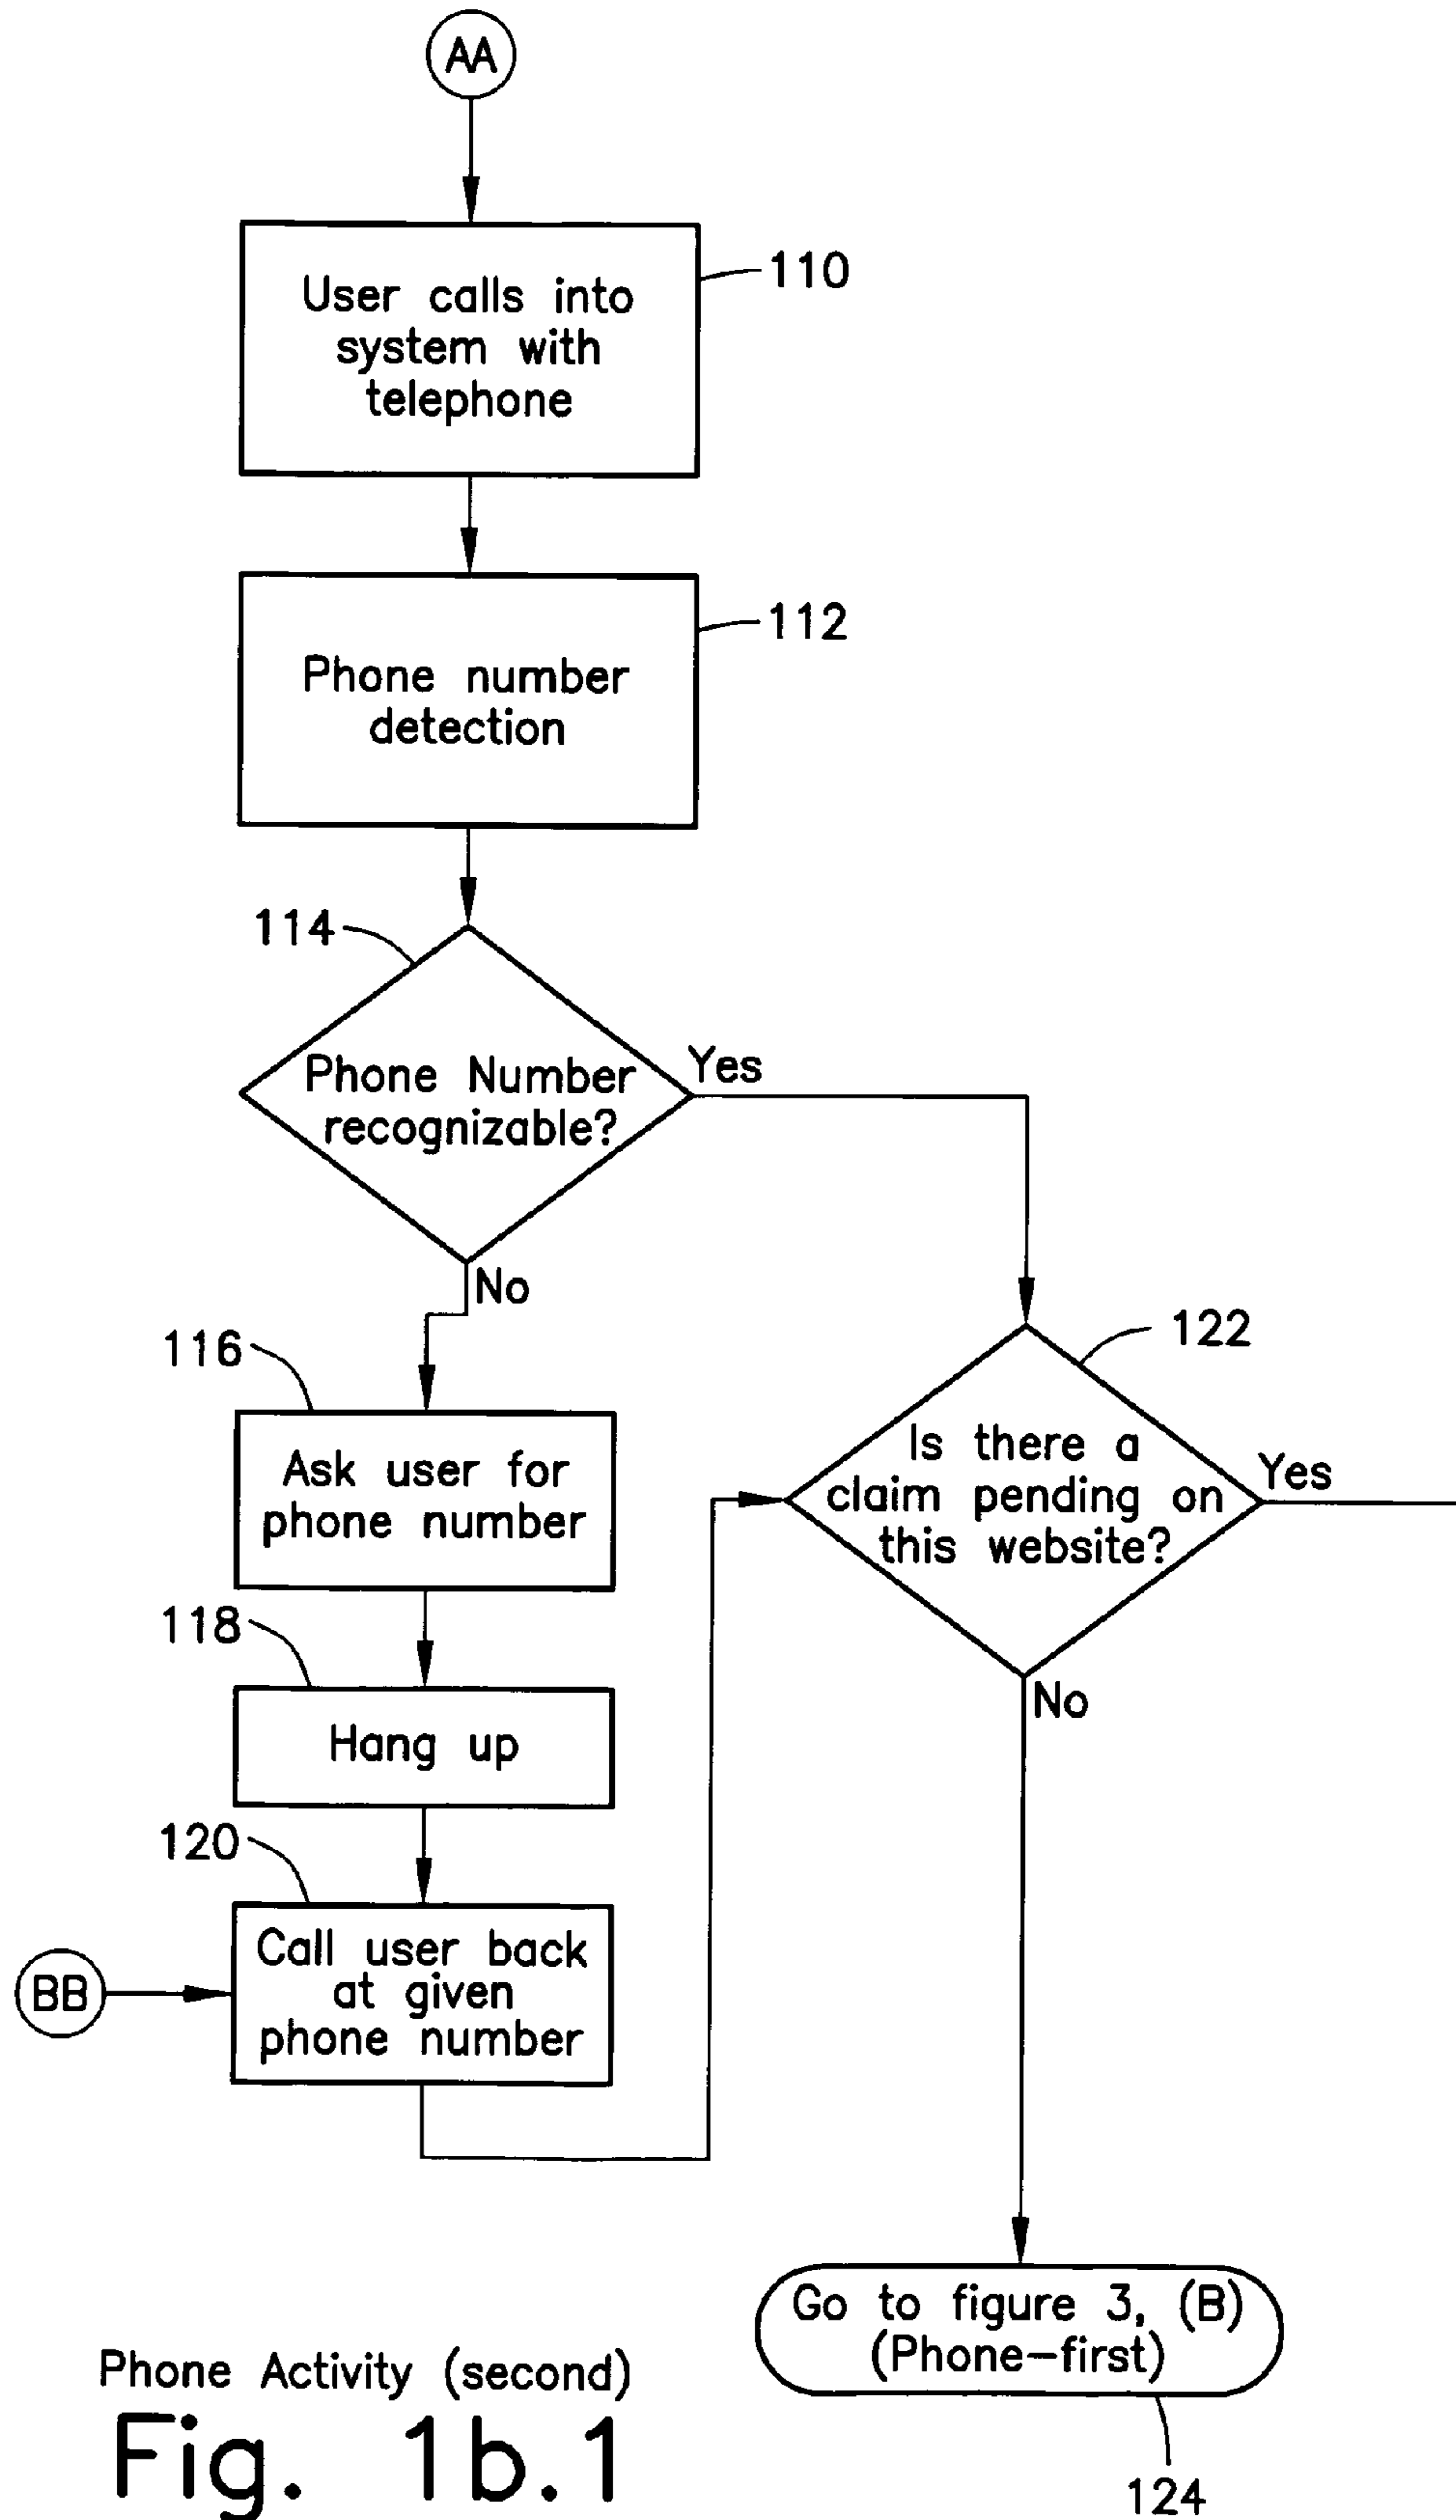 AA
User calls into
system with
telephone
110
Phone number
detection
112
114
Phone Number
recognizable?
Yes
No
116
Ask user for
phone number
118
Hang up
120
Call user back
at given
phone number
BB
122
Is there a
claim pending on
this website?
Yes
No
Go to figure 3, (B)
(Phone-first)
124
Phone Activity (second)
Fig. 1b.1